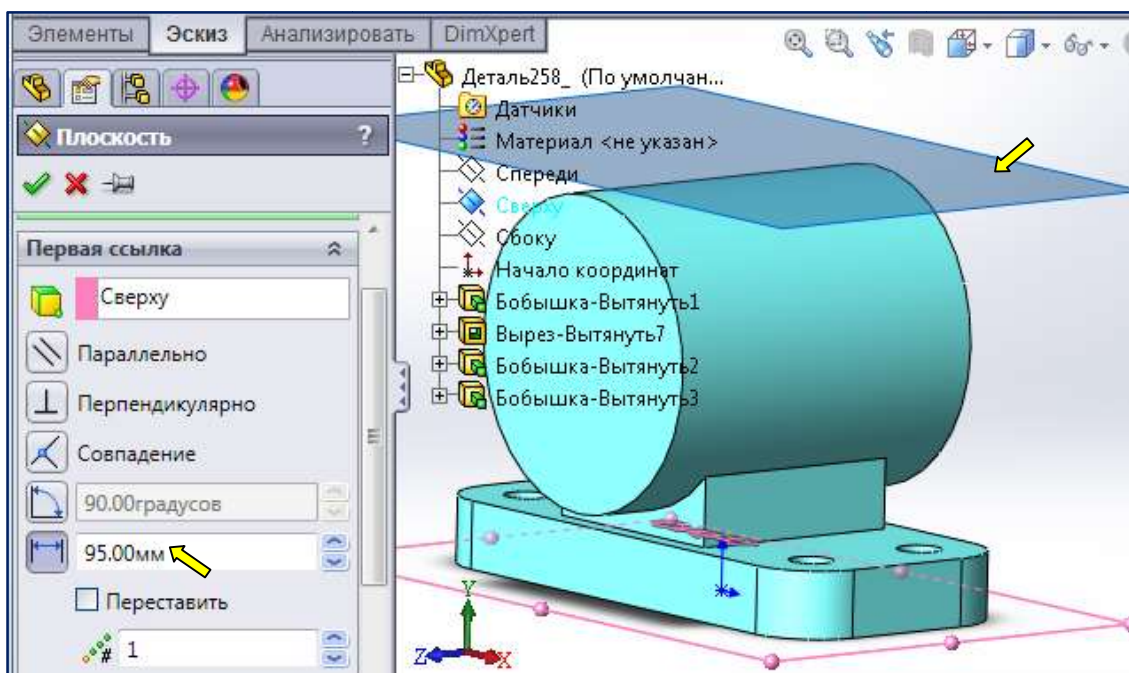 Элементы Эскиз Анализировать DimXpert
Плоскость ?
Первая ссылка
Сверху
Параллельно
Перпендикулярно
Совпадение
90.00градусов
95.00мм
Переставить
# 1
Деталь258_ (По умолчан...
Датчики
Материал <не указан>
Спереди
Сверху
Сбоку
Начало координат
Бобышка-Вытянуть1
Вырез-Вытянуть7
Бобышка-Вытянуть2
Бобышка-Вытянуть3
Y
Z X